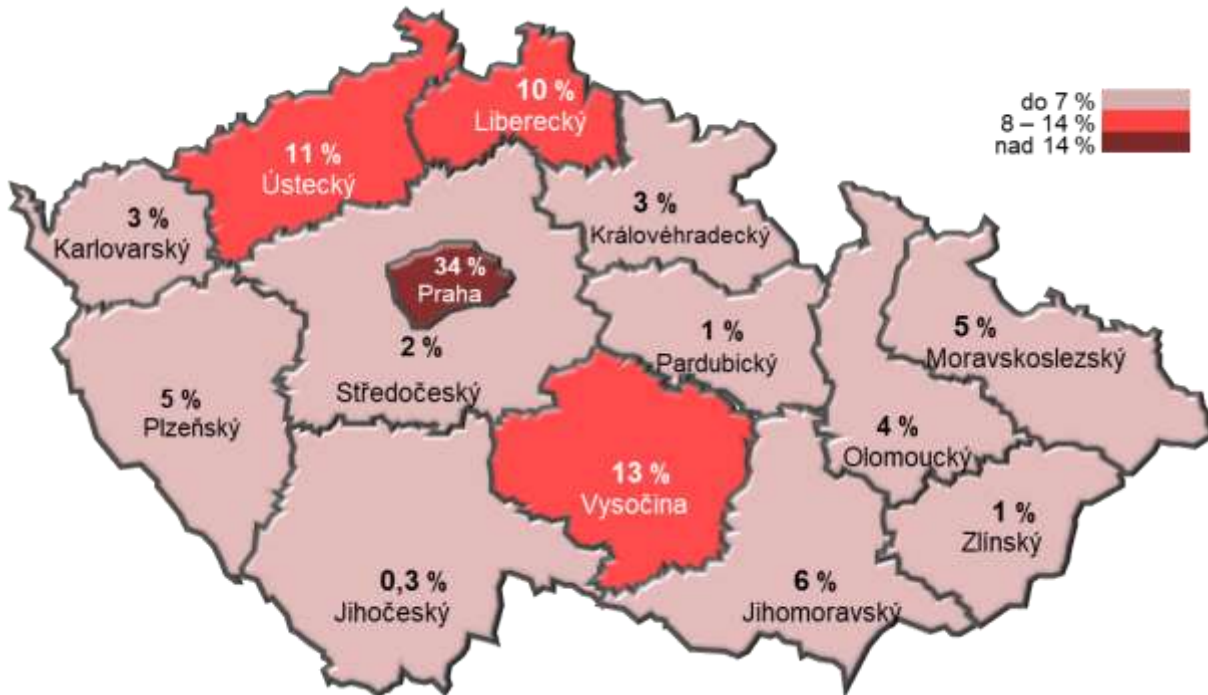 10 %
Liberecký
do 7 %
8 – 14 %
nad 14 %
11 %
Ústecký
3 %
Karlovarský
3 %
Královéhradecký
34 %
Praha
2 %
Středočeský
1 %
Pardubický
5 %
Moravskoslezský
5 %
Plzeňský
4 %
Olomoucký
13 %
Vysočina
1 %
Zlínský
0,3 %
Jihočeský
6 %
Jihomoravský